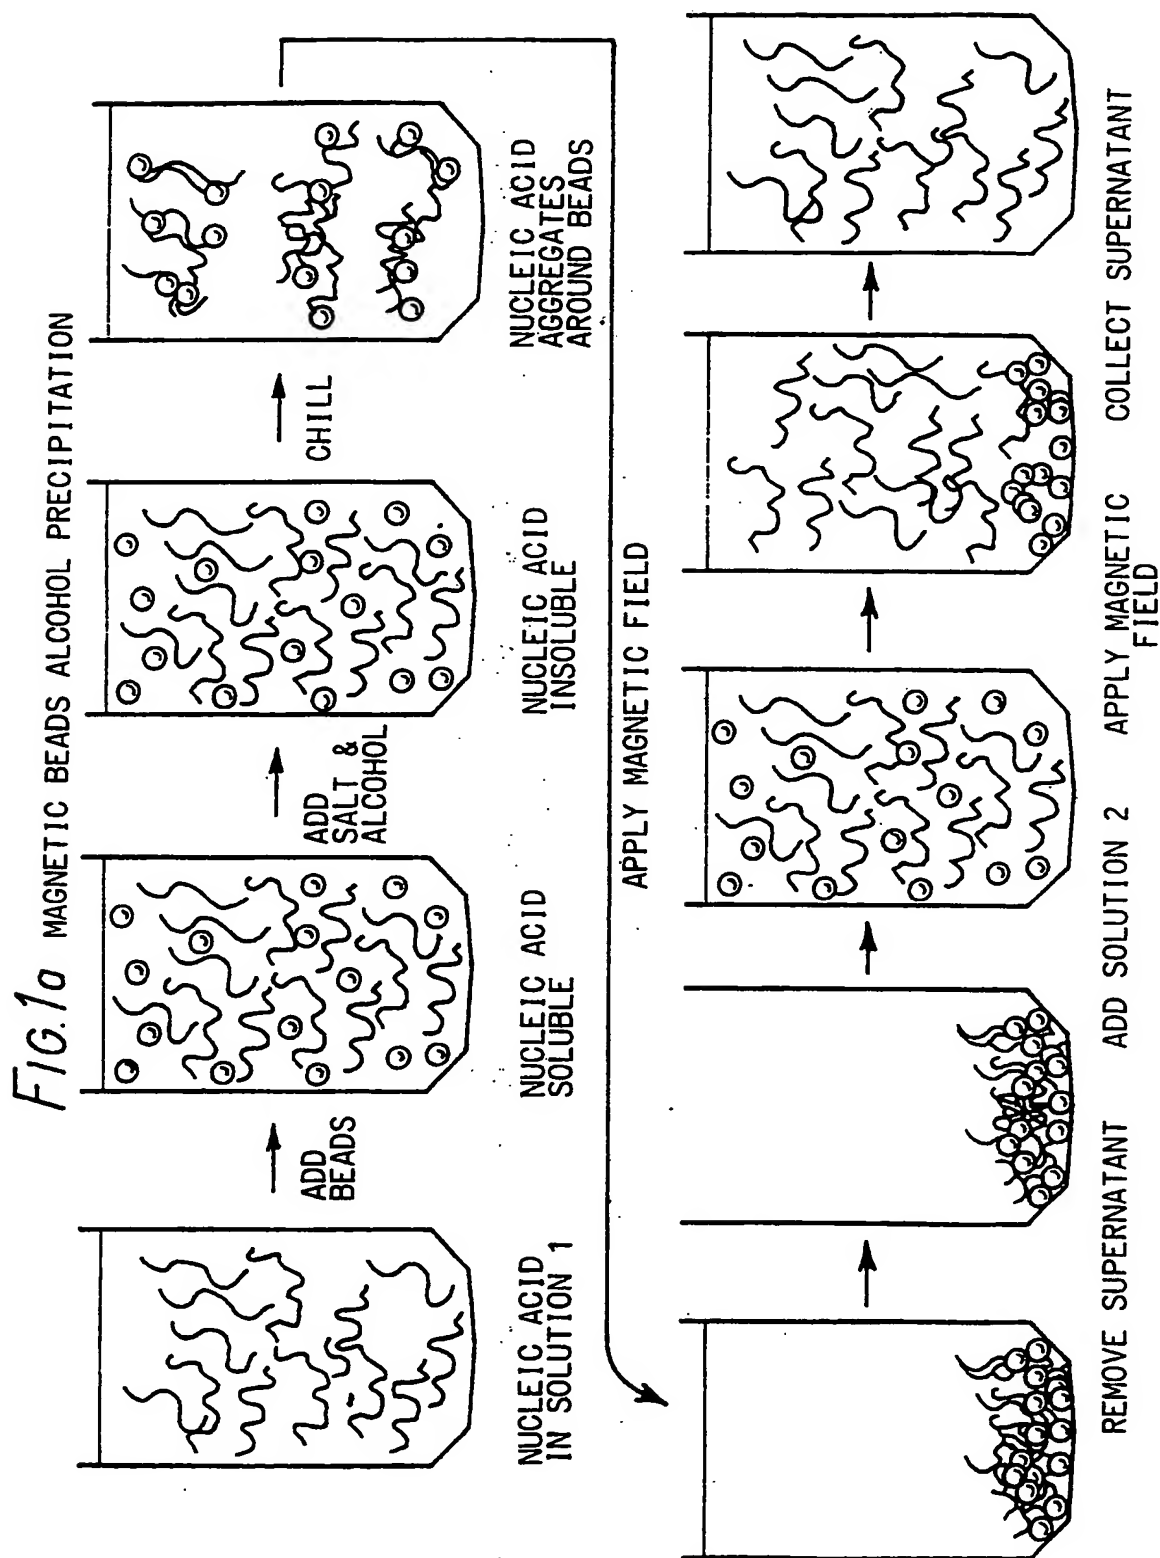 FIG.1a MAGNETIC BEADS ALCOHOL PRECIPITATION
NUCLEIC ACID
IN SOLUTION 1
ADD
BEADS
NUCLEIC ACID
SOLUBLE
ADD
SALT &
ALCOHOL
NUCLEIC ACID
INSOLUBLE
CHILL
NUCLEIC ACID
AGGREGATES
AROUND BEADS
APPLY MAGNETIC FIELD
REMOVE SUPERNATANT
ADD SOLUTION 2
APPLY MAGNETIC
FIELD
COLLECT SUPERNATANT